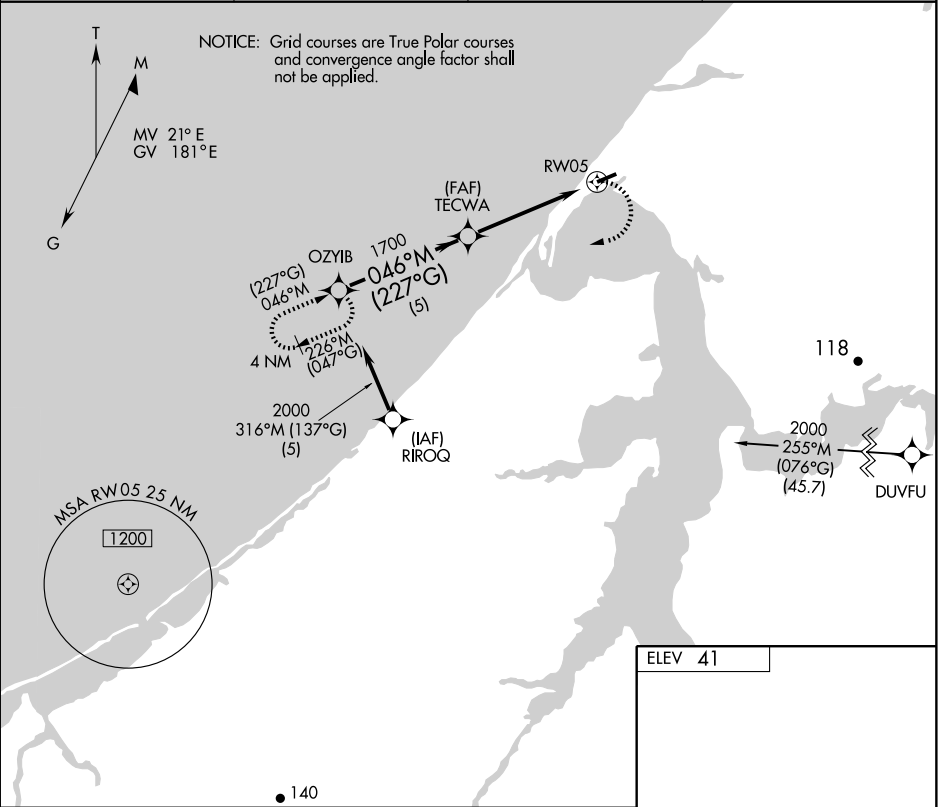 T
M
NOTICE: Grid courses are True Polar courses
and convergence angle factor shall
not be applied.
MV 21° E
GV 181°E
G
RW05
(FAF)
TECWA
OZYIB
1700
046°M
(227°G)
(5)
(227°G)
046°M
4 NM
226°M
(047°G)
2000
316°M (137°G)
(5)
(IAF)
RIROQ
118
2000
255°M
(076°G)
(45.7)
DUVFU
MSA RW05 25 NM
1200
ELEV 41
140